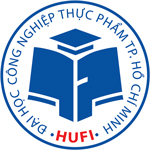 ĐẠI HỌC CÔNG NGHIỆP THỰC PHẨM TP. HỒ CHÍ MINH
HUFI